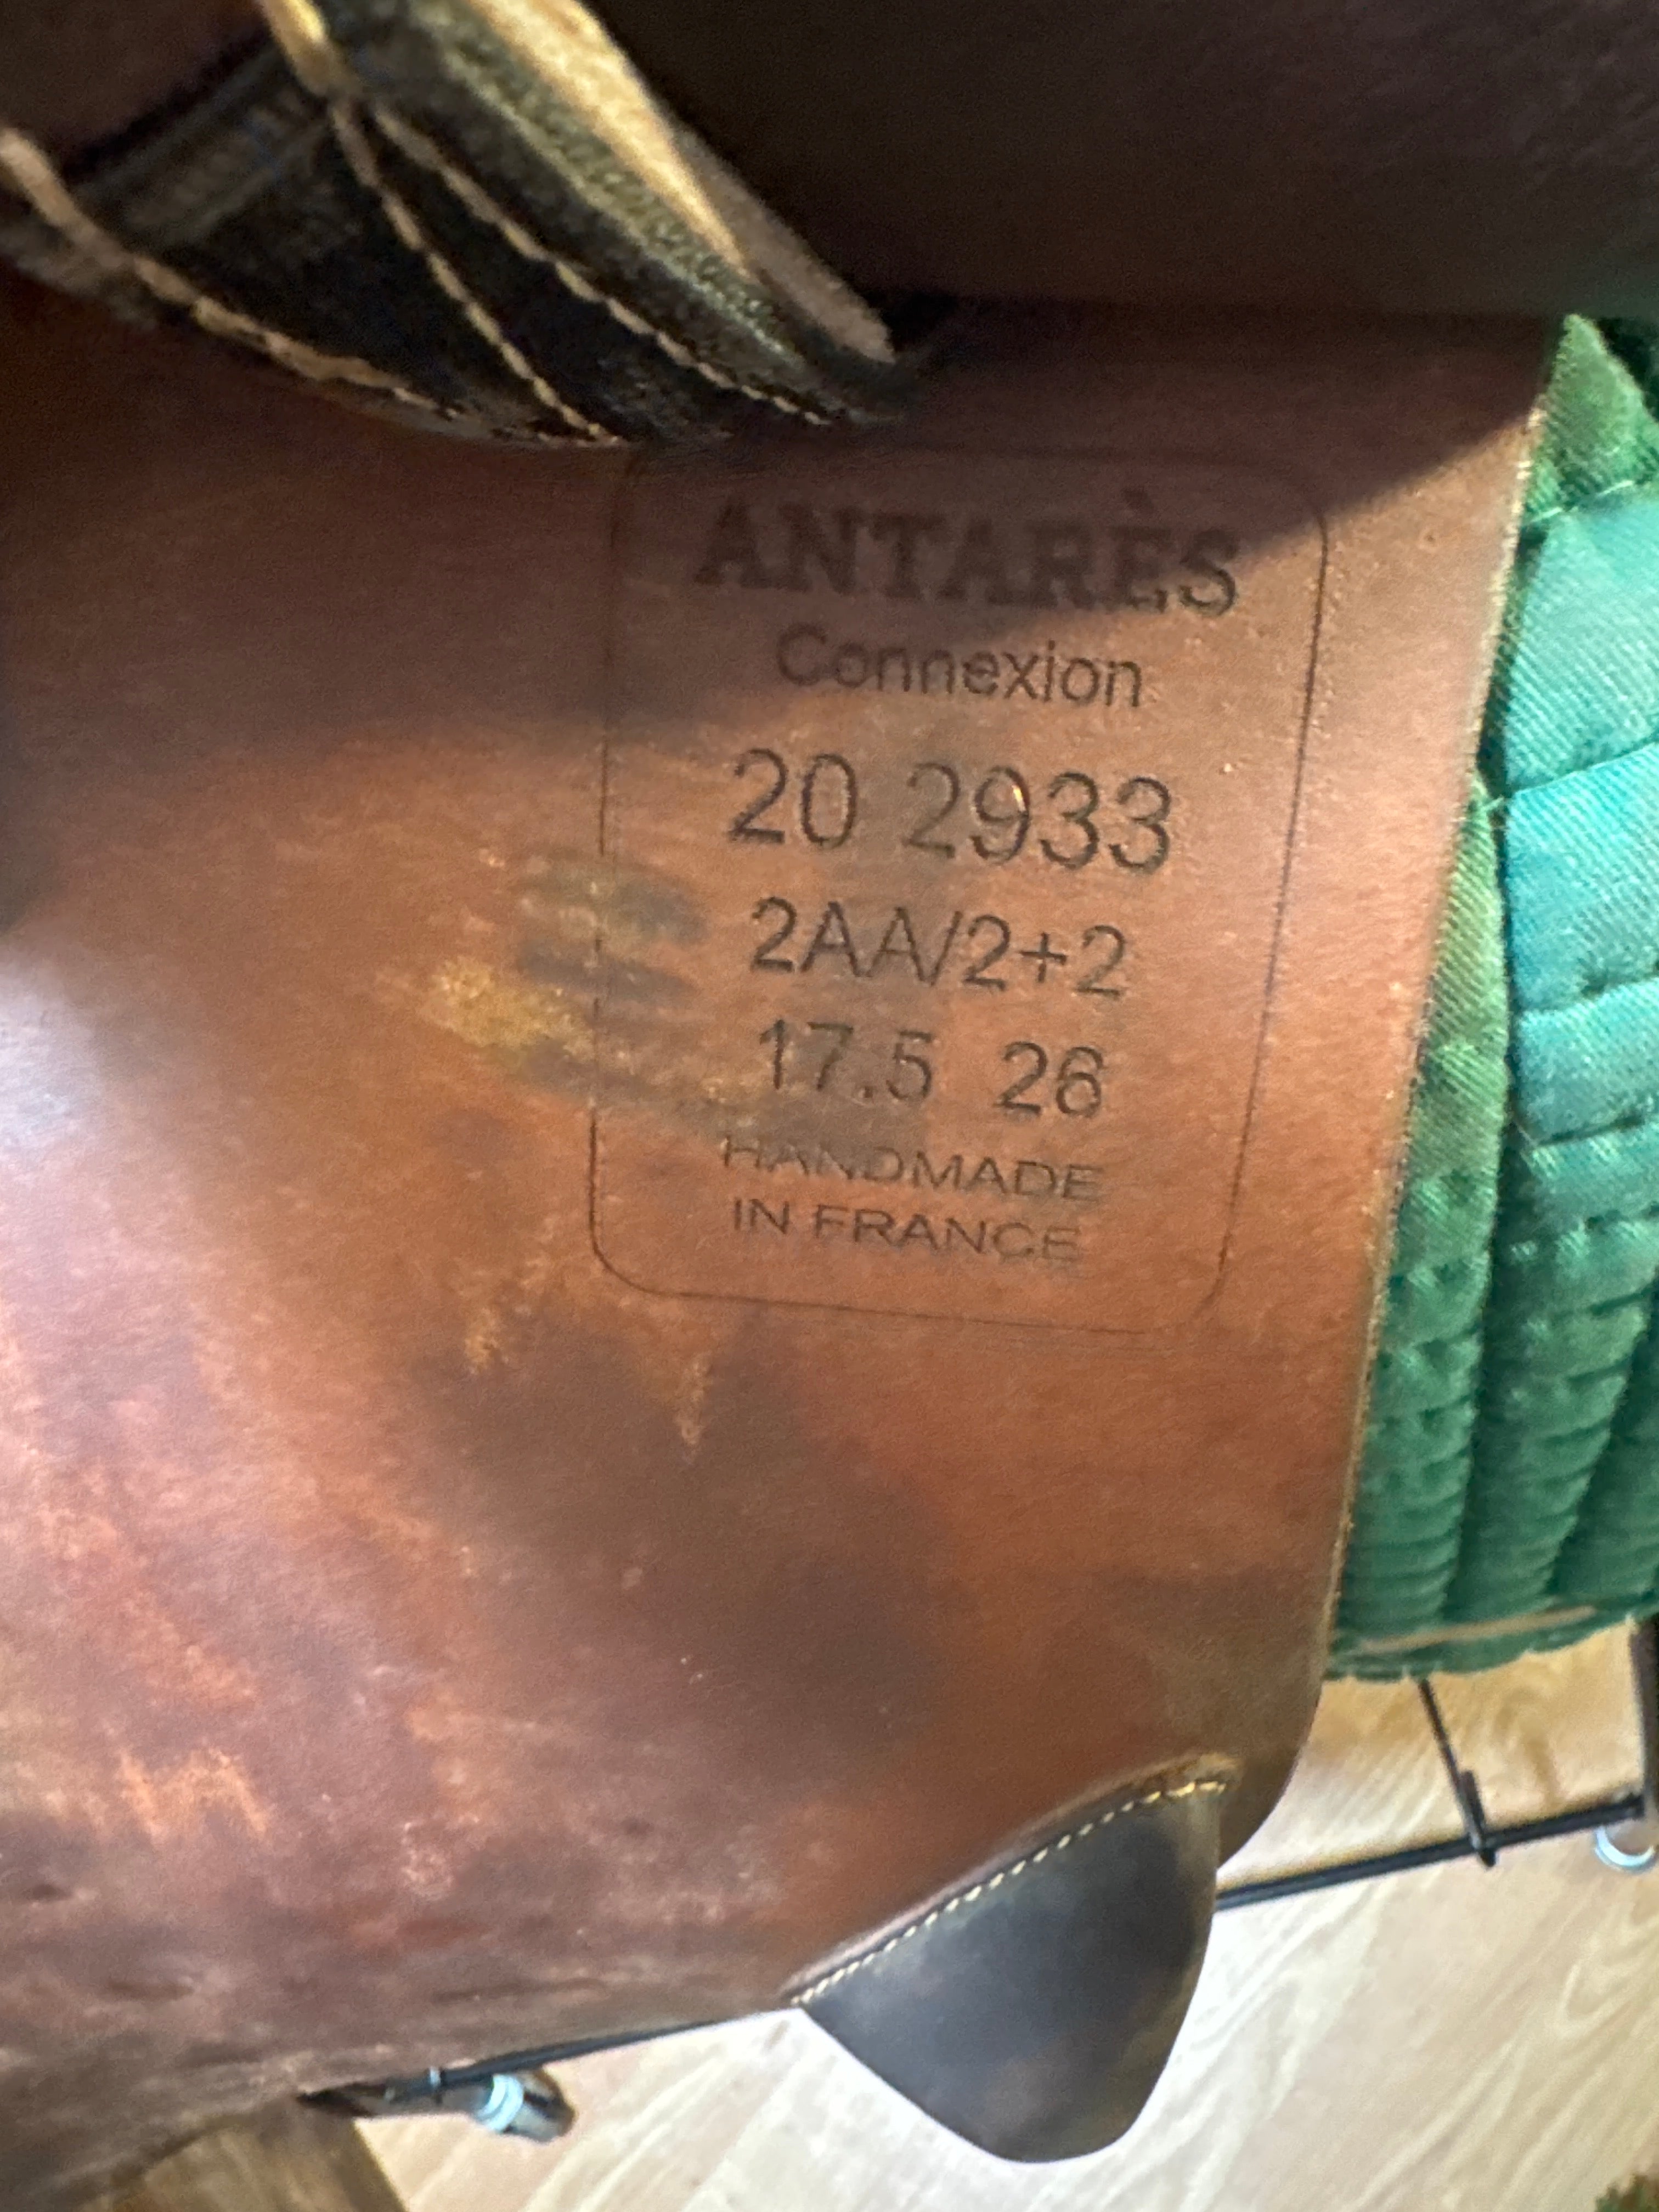 ANTARÈS
Connexion
20 2933
2AA/2+2
17.5 26
HANDMADE
IN FRANCE